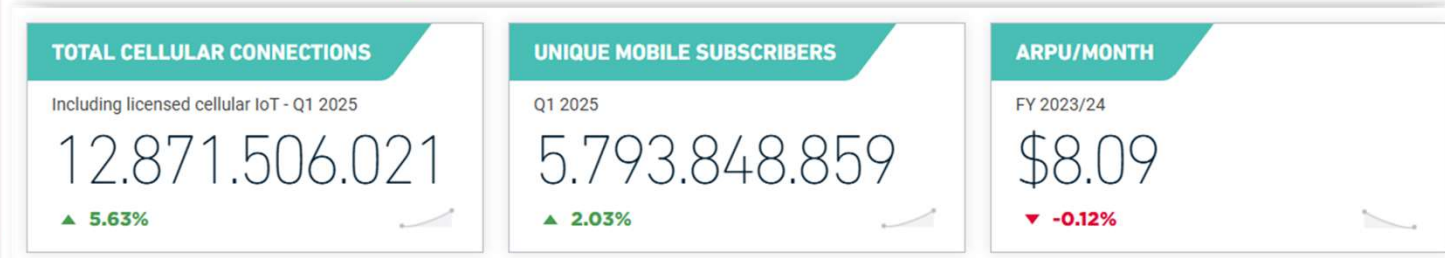 TOTAL CELLULAR CONNECTIONS
Including licensed cellular IoT - Q1 2025
12.871.506.021
5.63%
UNIQUE MOBILE SUBSCRIBERS
Q1 2025
5.793.848.859
2.03%
ARPU/MONTH
FY 2023/24
$8.09
-0.12%